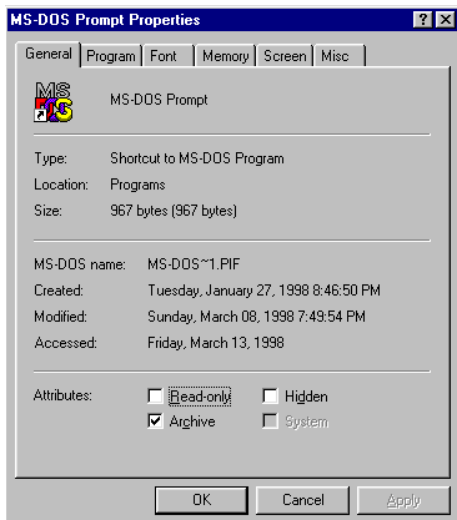 MS-DOS Prompt Properties
General Program Font Memory Screen Misc
MS
DOS
MS-DOS Prompt
Type: Shortcut to MS-DOS Program
Location: Programs
Size: 967 bytes (967 bytes)
MS-DOS name: MS-DOS~1.PIF
Created: Tuesday, January 27, 1998 8:46:50 PM
Modified: Sunday, March 08, 1998 7:49:54 PM
Accessed: Friday, March 13, 1998
Attributes: Read-only Hidden
Archive System
OK Cancel Apply